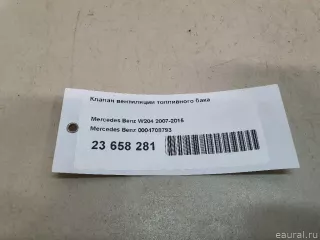 Клапан вентиляции топливного бака
Mercedes Benz W204 2007-2015
Mercedes Benz 0004708793
23 658 281
eaural.ru